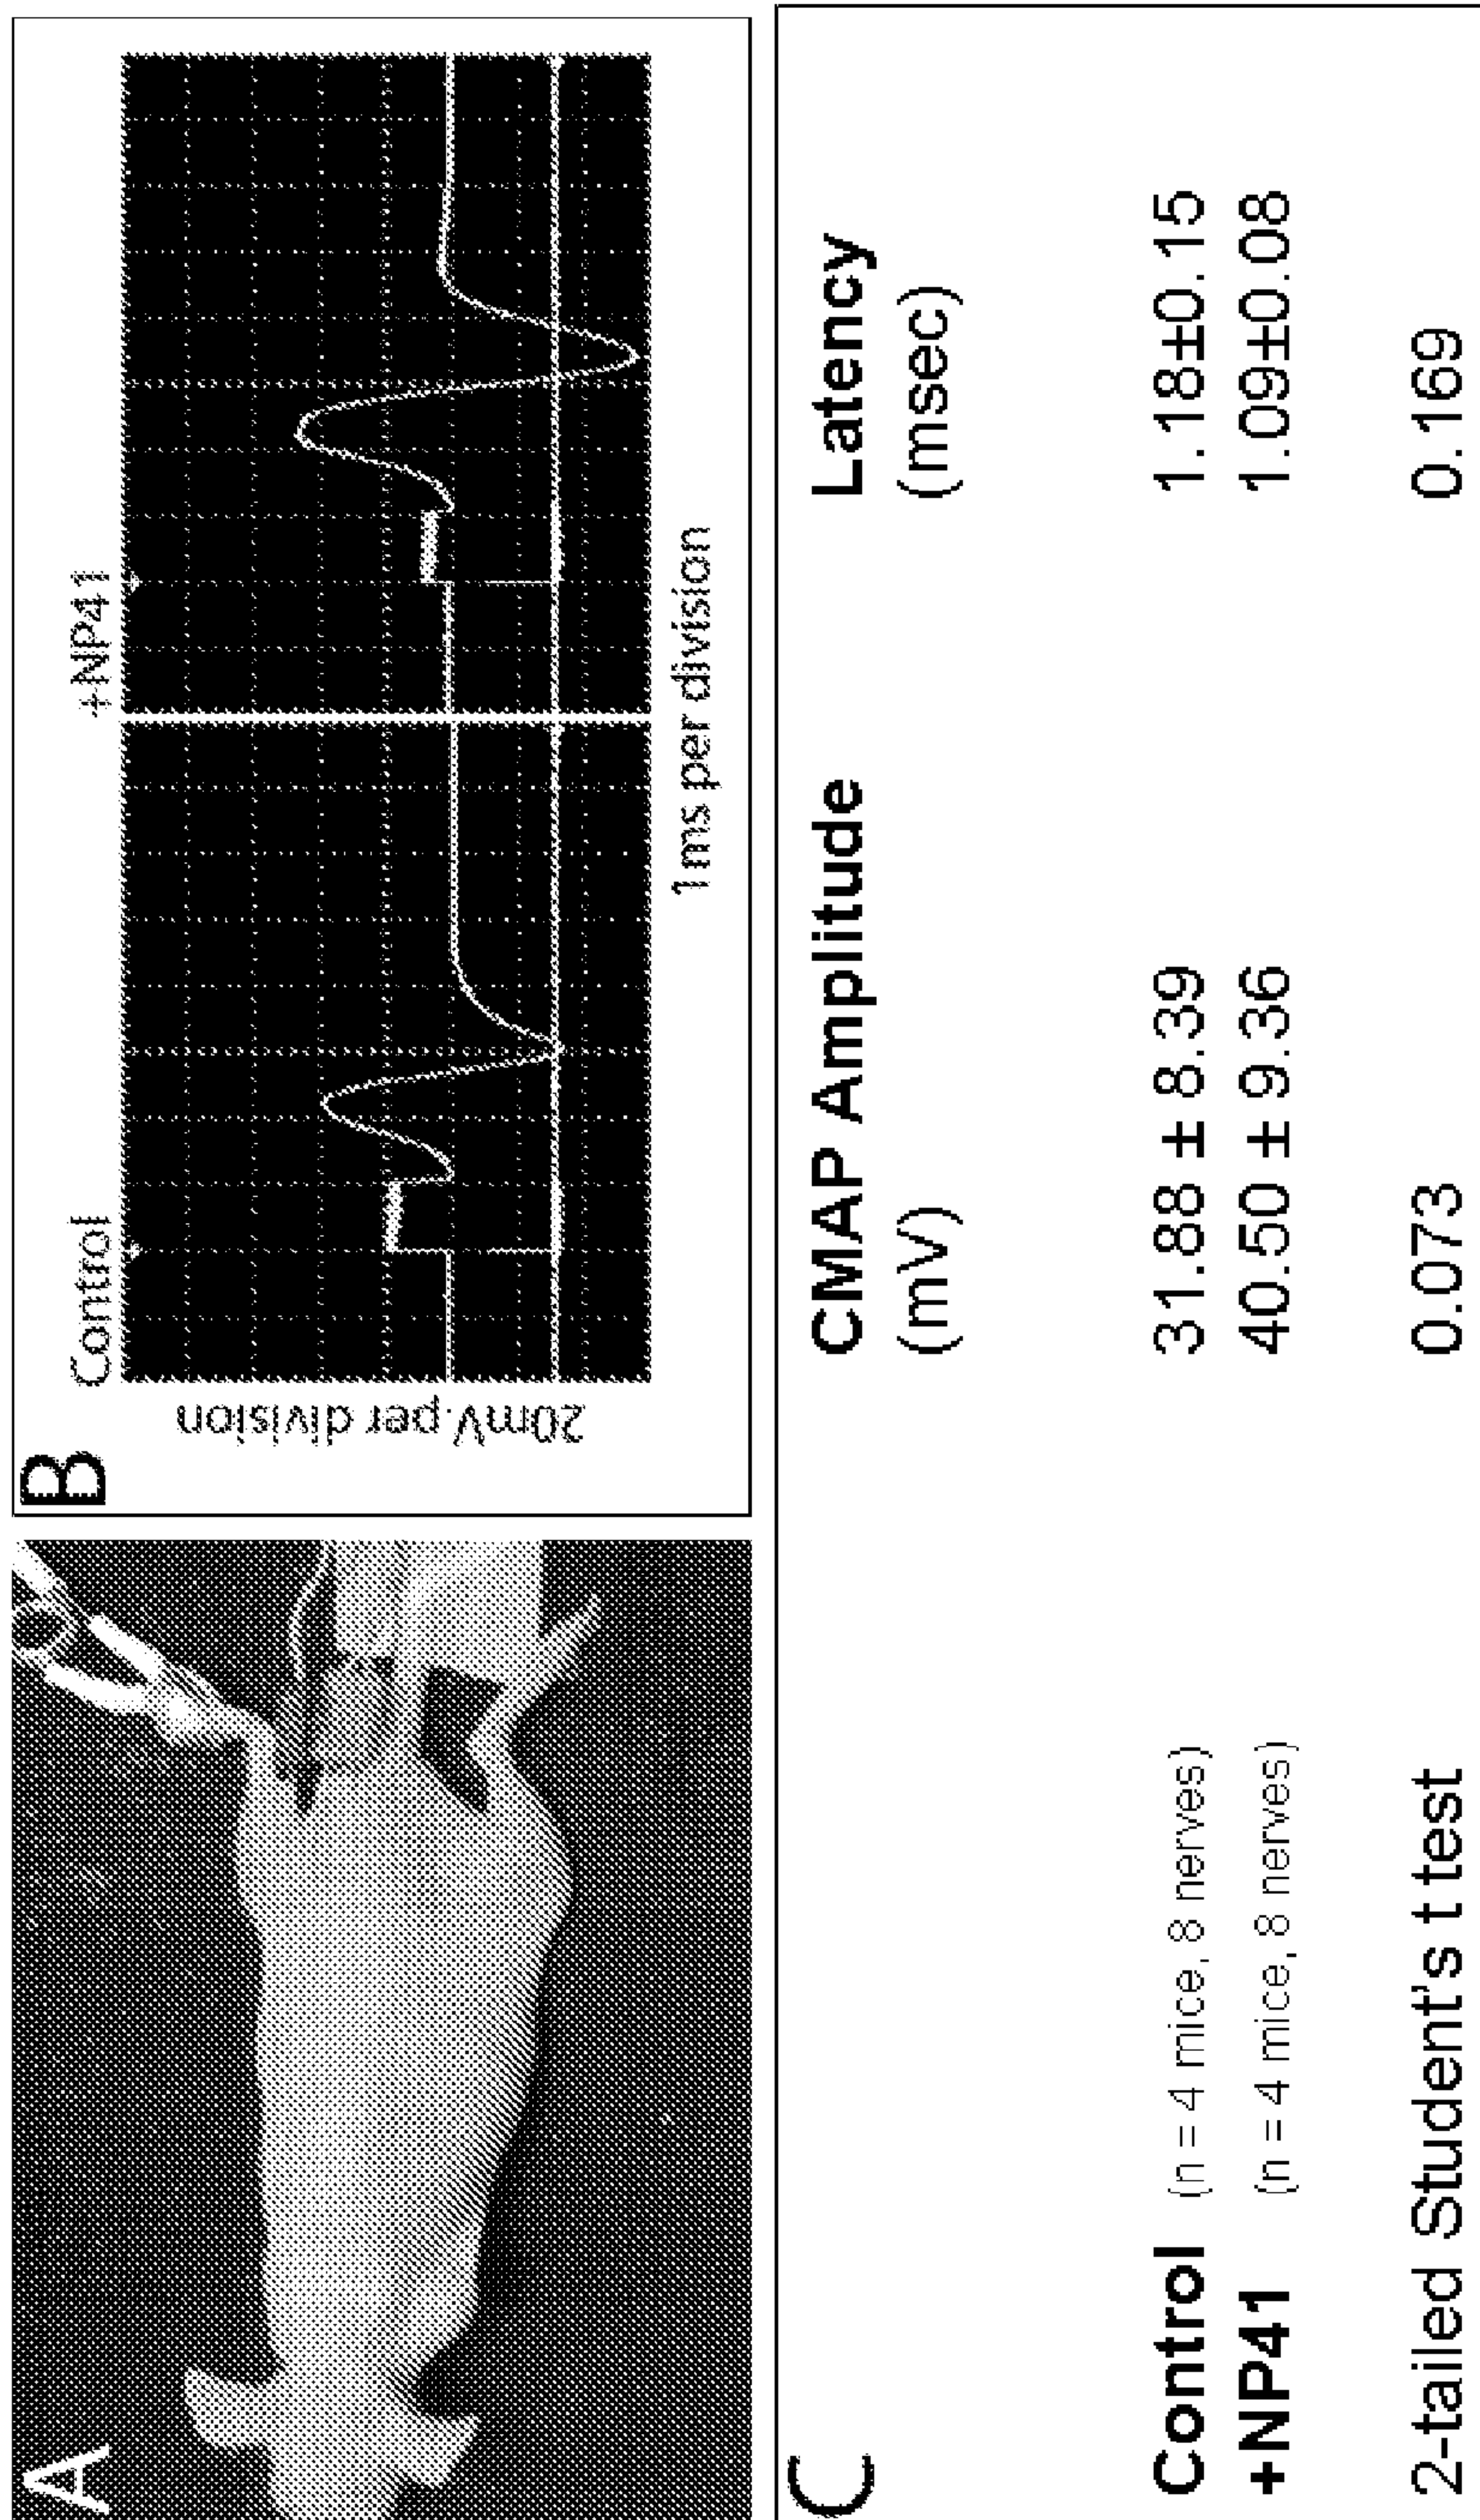 A
B
Control
+NP41
20mV.per division
1ms per division
C
CMAP Amplitude Latency
(mV) (msec)
Control (n = 4 mice, 8 nerves) 31.88 ± 8.39 1.18±0.15
+NP41 (n = 4 mice, 8 nerves) 40.50 ± 9.36 1.09±0.08
2-tailed Student's t test 0.073 0.169